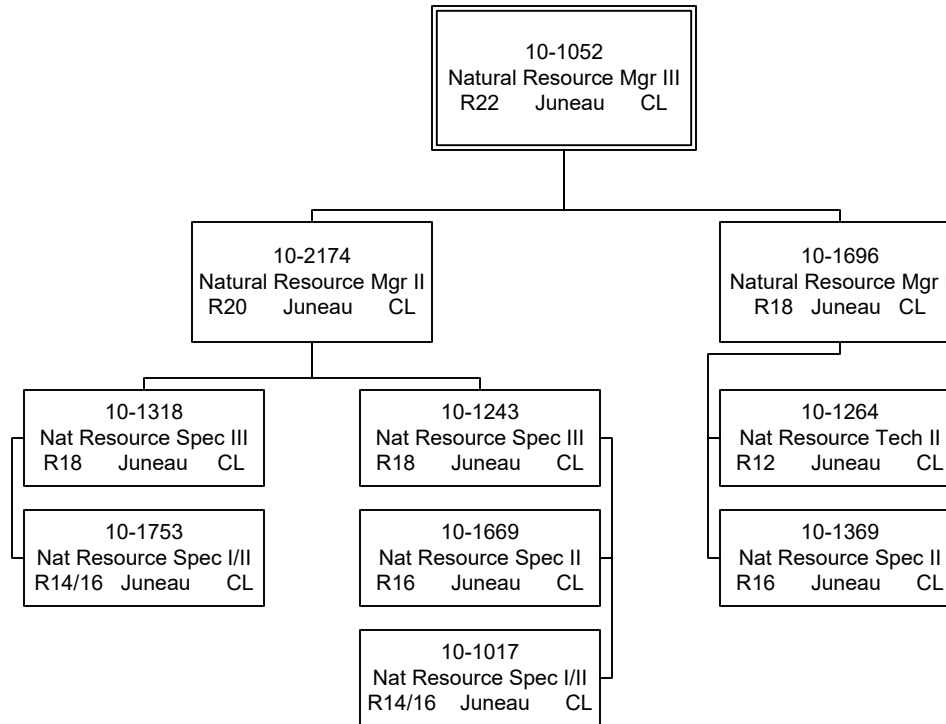 10-1052
Natural Resource Mgr III
R22 Juneau CL
10-2174
Natural Resource Mgr II
R20 Juneau CL
10-1696
Natural Resource Mgr
R18 Juneau CL
10-1318
Nat Resource Spec III
R18 Juneau CL
10-1243
Nat Resource Spec III
R18 Juneau CL
10-1264
Nat Resource Tech II
R12 Juneau CL
10-1753
Nat Resource Spec I/II
R14/16 Juneau CL
10-1669
Nat Resource Spec II
R16 Juneau CL
10-1369
Nat Resource Spec II
R16 Juneau CL
10-1017
Nat Resource Spec I/II
R14/16 Juneau CL